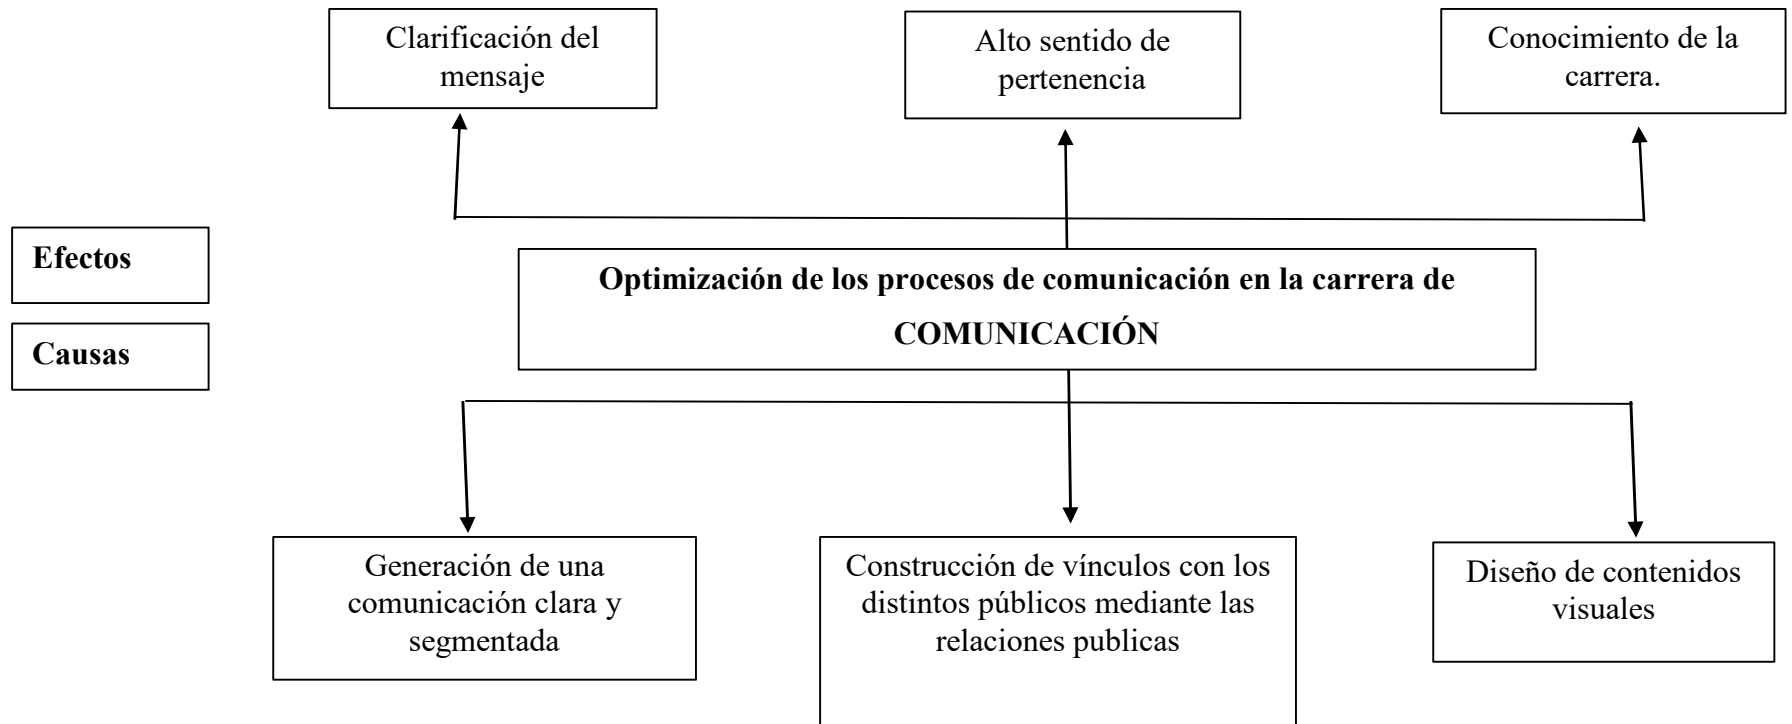 Clarificación del
mensaje
Alto sentido de
pertenencia
Conocimiento de la
carrera.
Efectos
Causas
Optimización de los procesos de comunicación en la carrera de
COMUNICACIÓN
Generación de una
comunicación clara y
segmentada
Construcción de vínculos con los
distintos públicos mediante las
relaciones publicas
Diseño de contenidos
visuales